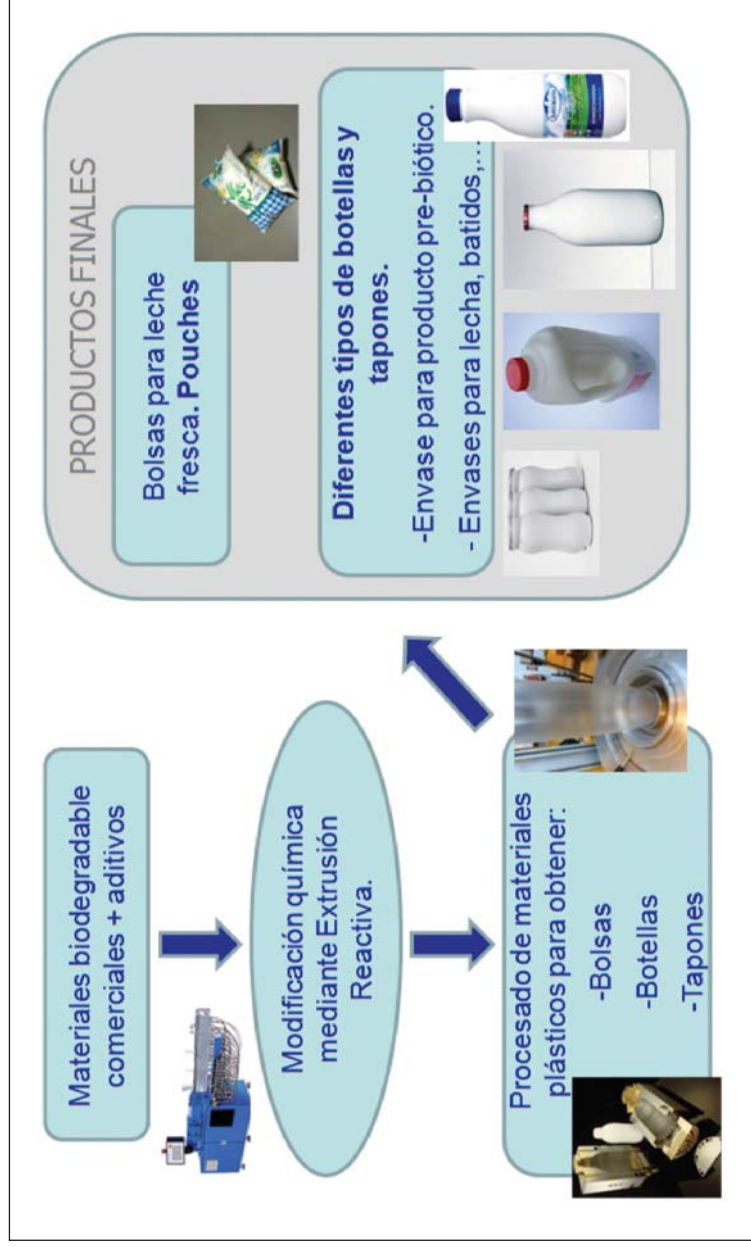 Materiales biodegradable
comerciales + aditivos
Modificación química
mediante Extrusión
Reactiva.
Procesado de materiales
plásticos para obtener:
-Bolsas
-Botellas
-Tapones
PRODUCTOS FINALES
Bolsas para leche
fresca. Pouches
Diferentes tipos de botellas y
tapones.
-Envase para producto pre-biótico.
- Envases para lecha, batidos,...